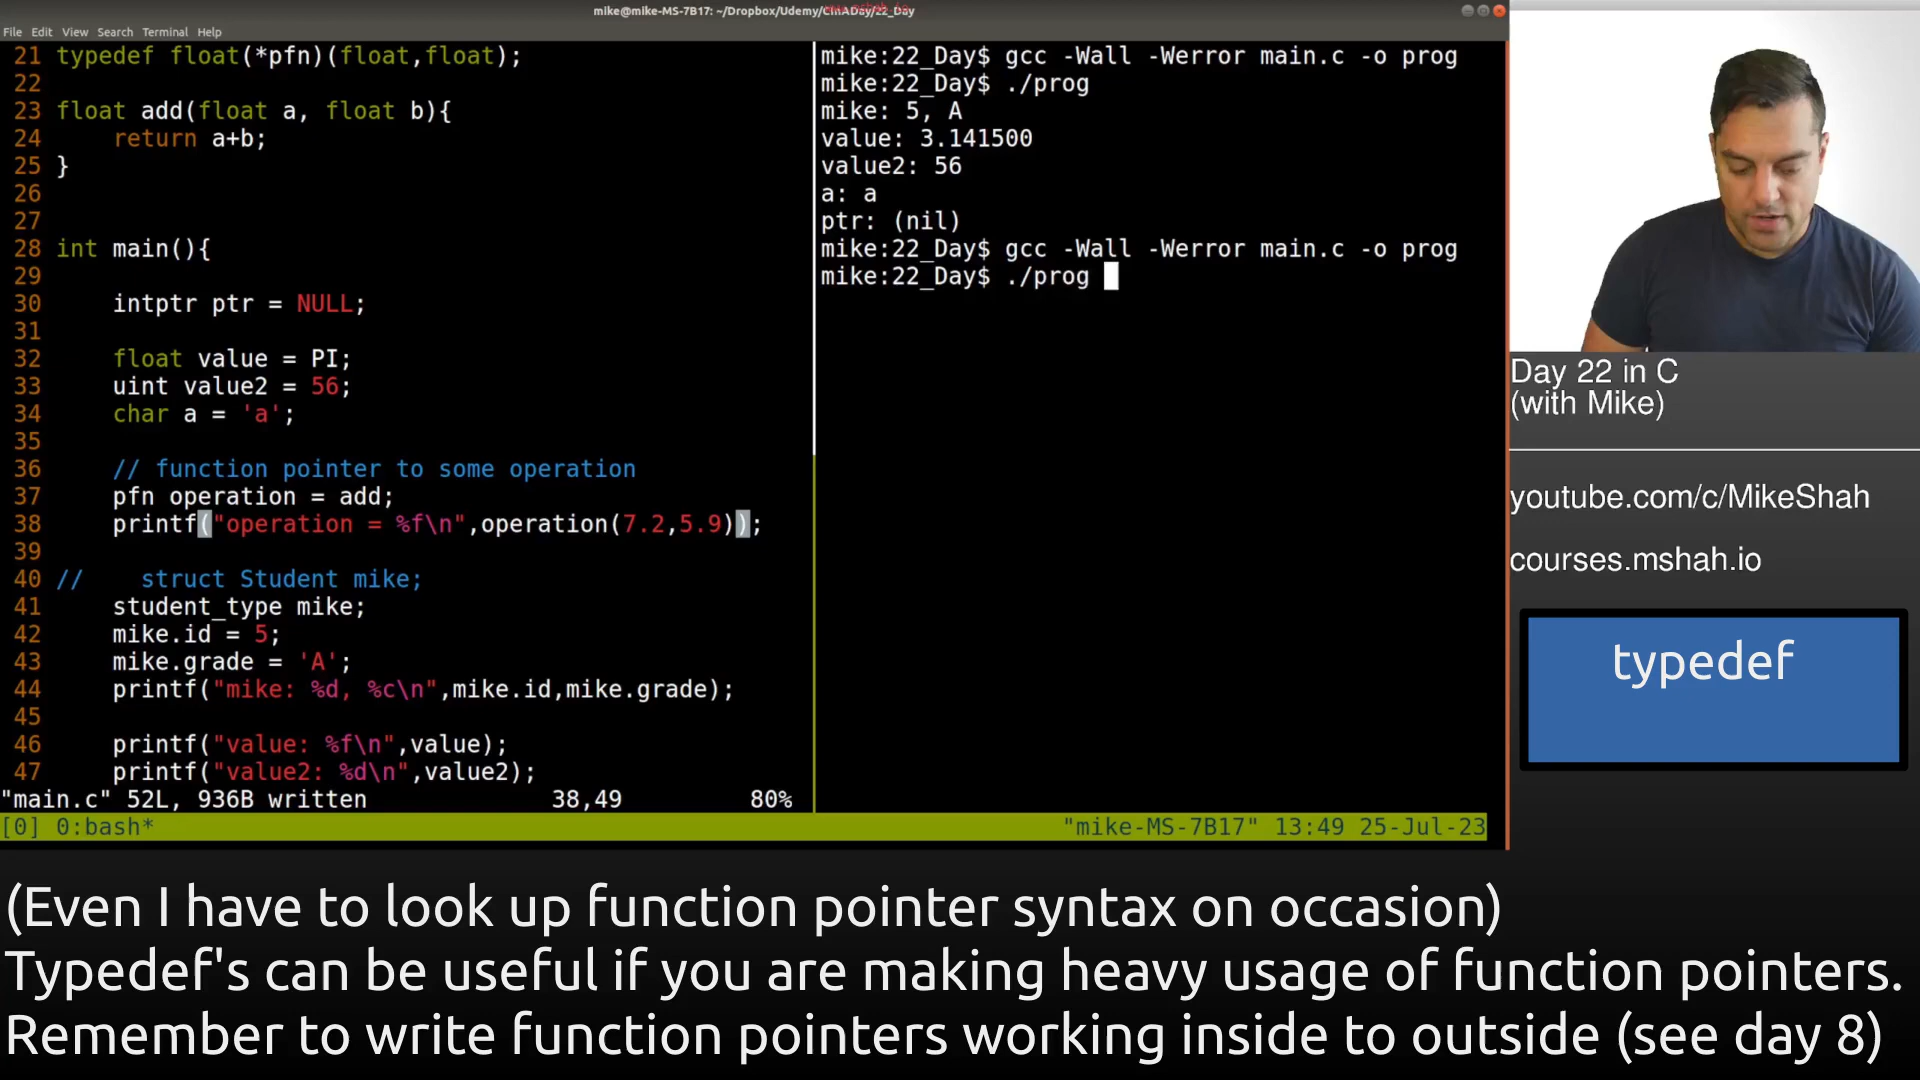 mike@mike-MS-7B17: ~/Dropbox/Udemy/CInADay/22_Day
File Edit View Search Terminal Help
21 typedef float(*pfn)(float,float);
22
23 float add(float a, float b){
24     return a+b;
25 }
26
27
28 int main(){
29
30     intptr ptr = NULL;
31
32     float value = PI;
33     uint value2 = 56;
34     char a = 'a';
35
36     // function pointer to some operation
37     pfn operation = add;
38     printf("operation = %f\n",operation(7.2,5.9));
39
40 //    struct Student mike;
41     student_type mike;
42     mike.id = 5;
43     mike.grade = 'A';
44     printf("mike: %d, %c\n",mike.id,mike.grade);
45
46     printf("value: %f\n",value);
47     printf("value2: %d\n",value2);
"main.c" 52L, 936B written 38,49 80%
mike:22_Day$ gcc -Wall -Werror main.c -o prog
mike:22_Day$ ./prog
mike: 5, A
value: 3.141500
value2: 56
a: a
ptr: (nil)
mike:22_Day$ gcc -Wall -Werror main.c -o prog
mike:22_Day$ ./prog
[0] 0:bash* "mike-MS-7B17" 13:49 25-Jul-23
Day 22 in C
(with Mike)
youtube.com/c/MikeShah
courses.mshah.io
typedef
(Even I have to look up function pointer syntax on occasion)
Typedef's can be useful if you are making heavy usage of function pointers.
Remember to write function pointers working inside to outside (see day 8)